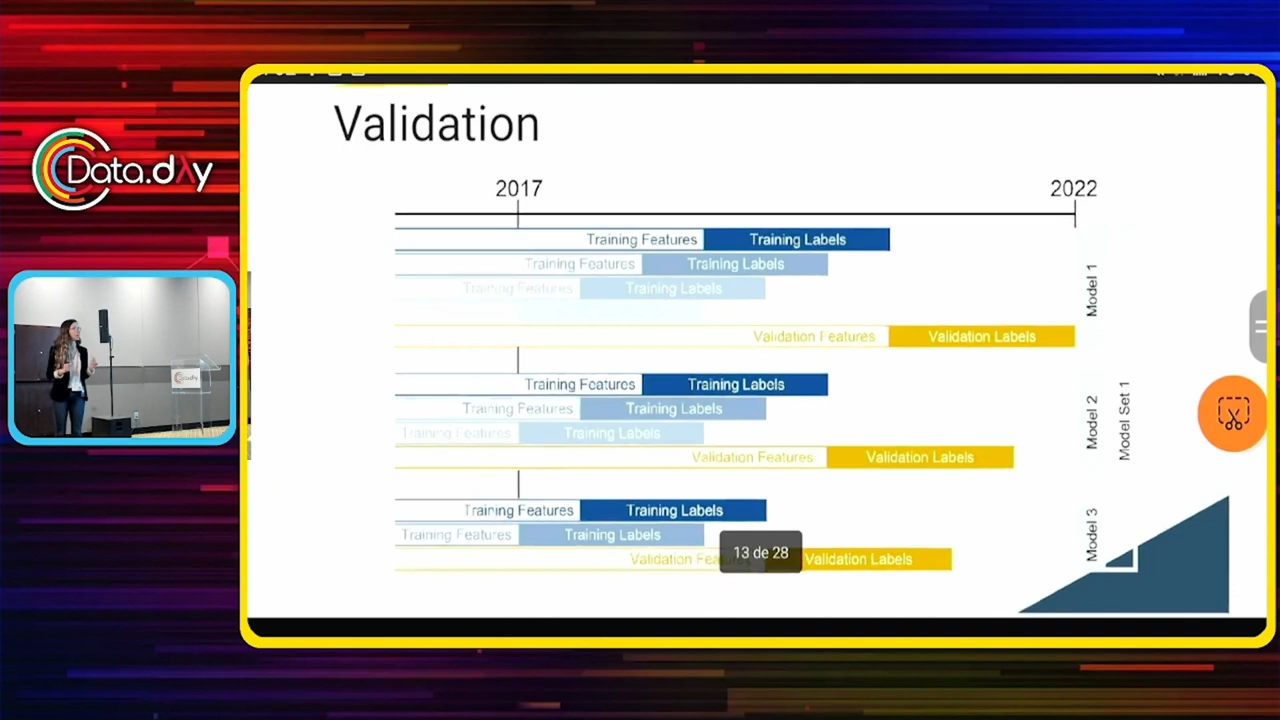 Data.dλy
Validation
2017
2022
Training Features
Training Labels
Training Features
Training Labels
Training Features
Training Labels
Model 1
Validation Features
Validation Labels
Training Features
Training Labels
Training Features
Training Labels
Training Features
Training Labels
Model 2
Model Set 1
Validation Features
Validation Labels
Training Features
Training Labels
Training Features
Training Labels
Model 3
Validation
Validation Labels
13 de 28